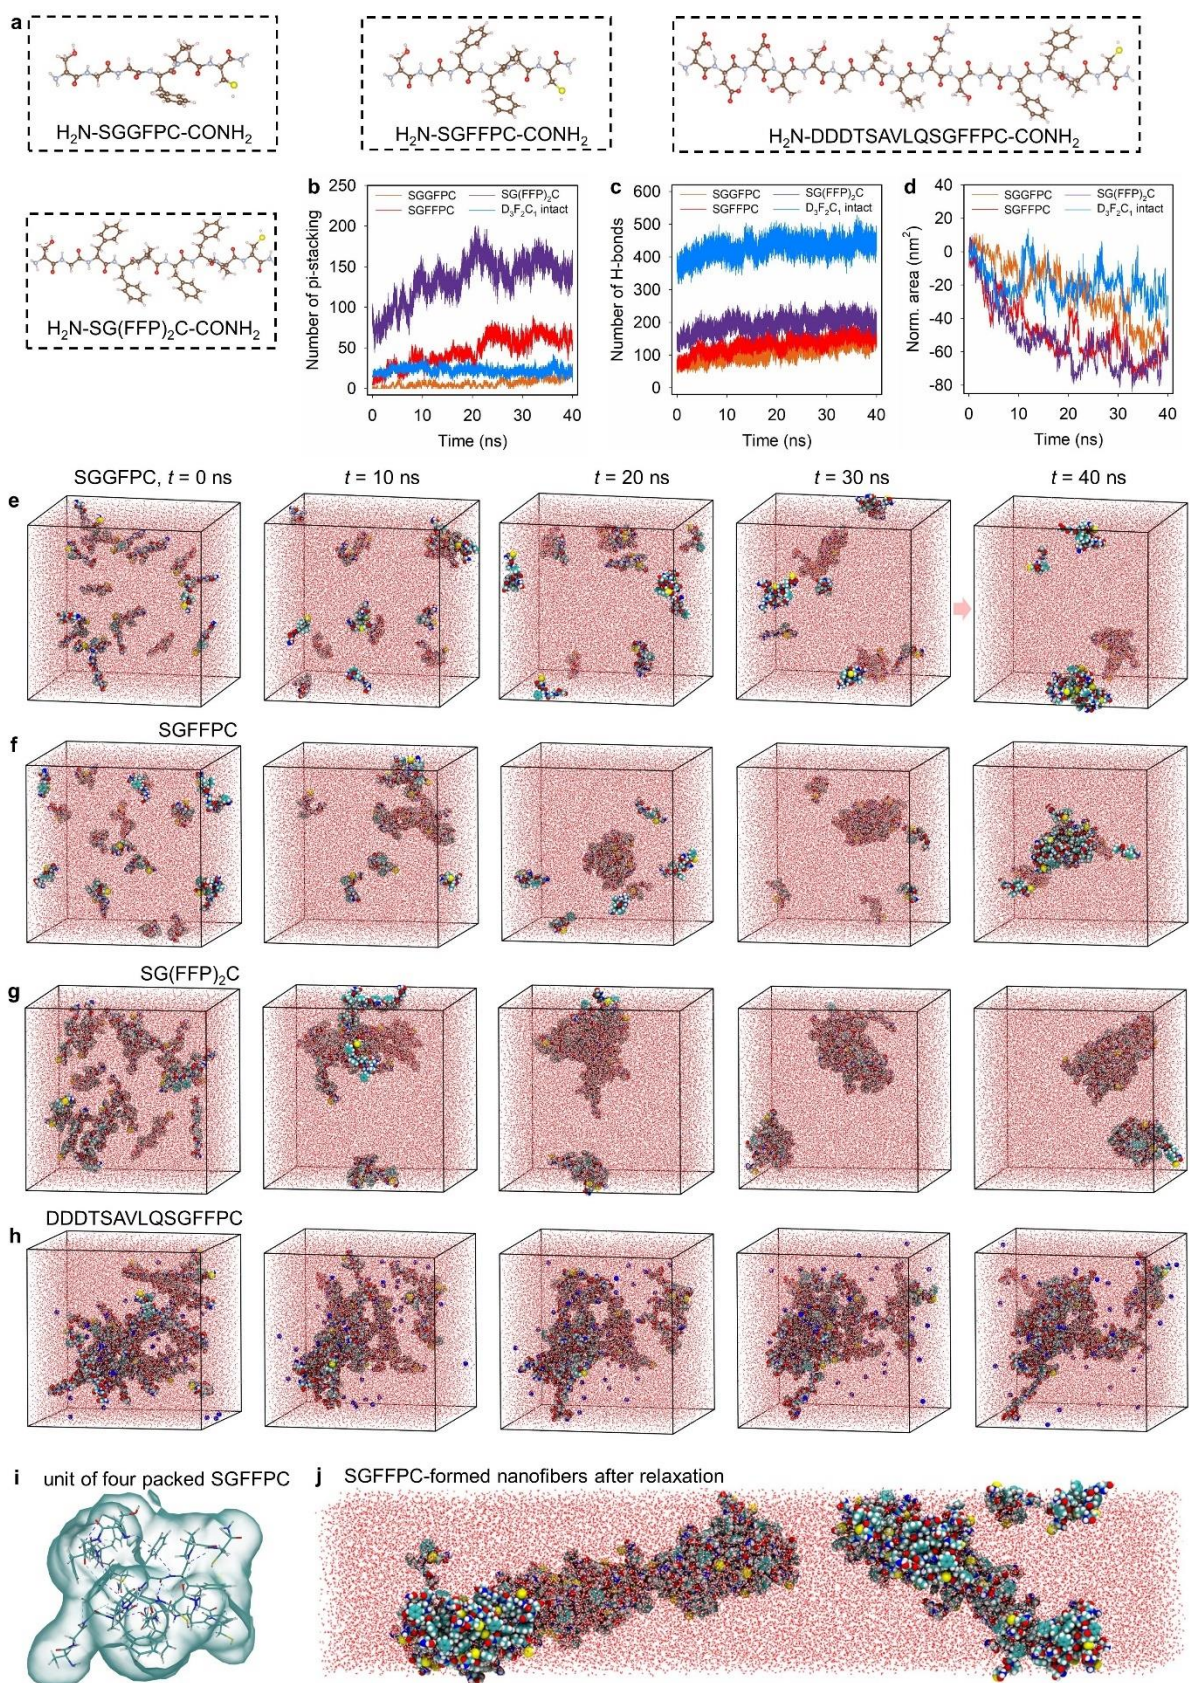 a
H₂N-SGGFPC-CONH₂
H₂N-SGFFPC-CONH₂
H₂N-DDDTSAVLQSGFFPC-CONH₂
H₂N-SG(FFP)₂C-CONH₂
b
250
200
150
100
50
0
Number of pi-stacking
SGGFPC
SGFFPC
SG(FFP)₂C
D₃F₂C₁ intact
0 10 20 30 40
Time (ns)
c
600
500
400
300
200
100
0
Number of H-bonds
SGGFPC
SGFFPC
SG(FFP)₂C
D₃F₂C₁ intact
0 10 20 30 40
Time (ns)
d
40
20
0
-20
-40
-60
-80
Norm. area (nm²)
SGGFPC
SGFFPC
SG(FFP)₂C
D₃F₂C₁ intact
0 10 20 30 40
Time (ns)
SGGFPC, t = 0 ns
t = 10 ns
t = 20 ns
t = 30 ns
t = 40 ns
e
SGFFPC
f
SG(FFP)₂C
g
DDDTSAVLQSGFFPC
h
i unit of four packed SGFFPC
j SGFFPC-formed nanofibers after relaxation